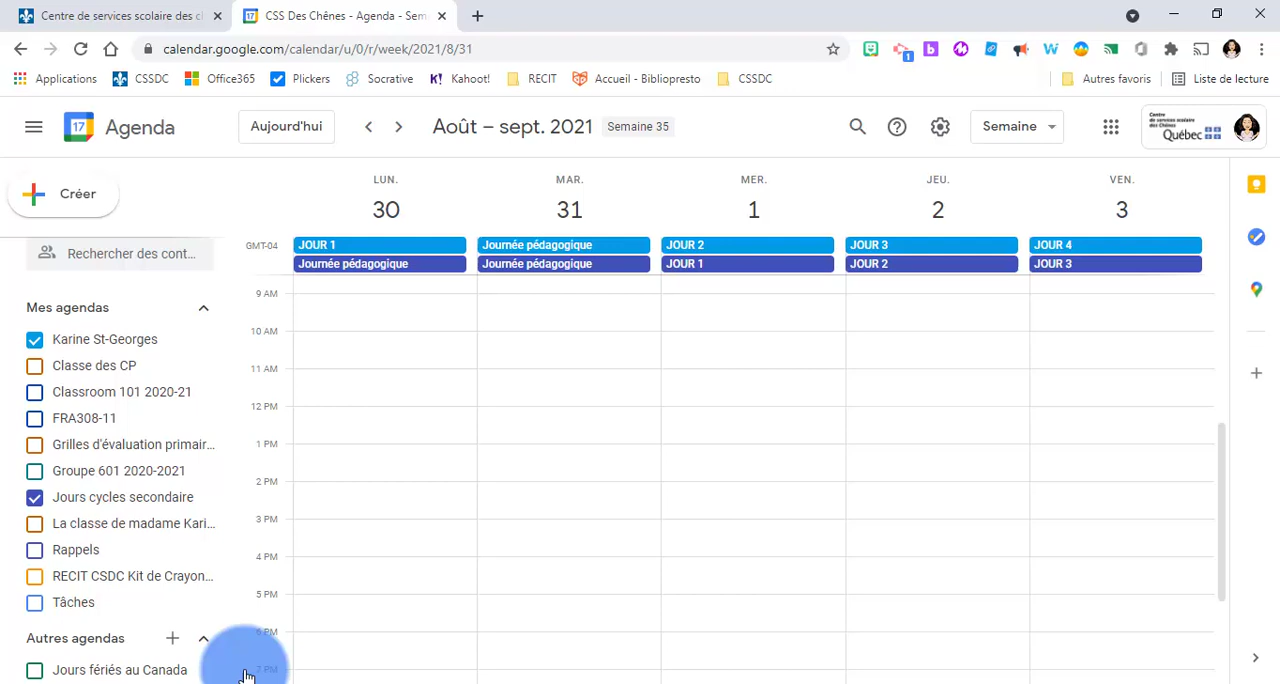 Centre de services scolaire des c
CSS Des Chênes - Agenda - Sem
calendar.google.com/calendar/u/0/r/week/2021/8/31
Applications CSSDC Office365 Plickers Socrative Kahoot! RECIT Accueil - Bibliopresto CSSDC Autres favoris Liste de lecture
17 Agenda Aujourd'hui Août – sept. 2021 Semaine 35 Semaine
Centre de services scolaire des Chênes Québec
Créer
LUN. MAR. MER. JEU. VEN.
30 31 1 2 3
Rechercher des cont...
GMT-04 JOUR 1 Journée pédagogique JOUR 2 JOUR 3 JOUR 4
Journée pédagogique Journée pédagogique JOUR 1 JOUR 2 JOUR 3
9 AM
10 AM
11 AM
12 PM
1 PM
2 PM
3 PM
4 PM
5 PM
6 PM
7 PM
Mes agendas
Karine St-Georges
Classe des CP
Classroom 101 2020-21
FRA308-11
Grilles d'évaluation primair...
Groupe 601 2020-2021
Jours cycles secondaire
La classe de madame Kari...
Rappels
RECIT CSDC Kit de Crayon...
Tâches
Autres agendas
Jours fériés au Canada